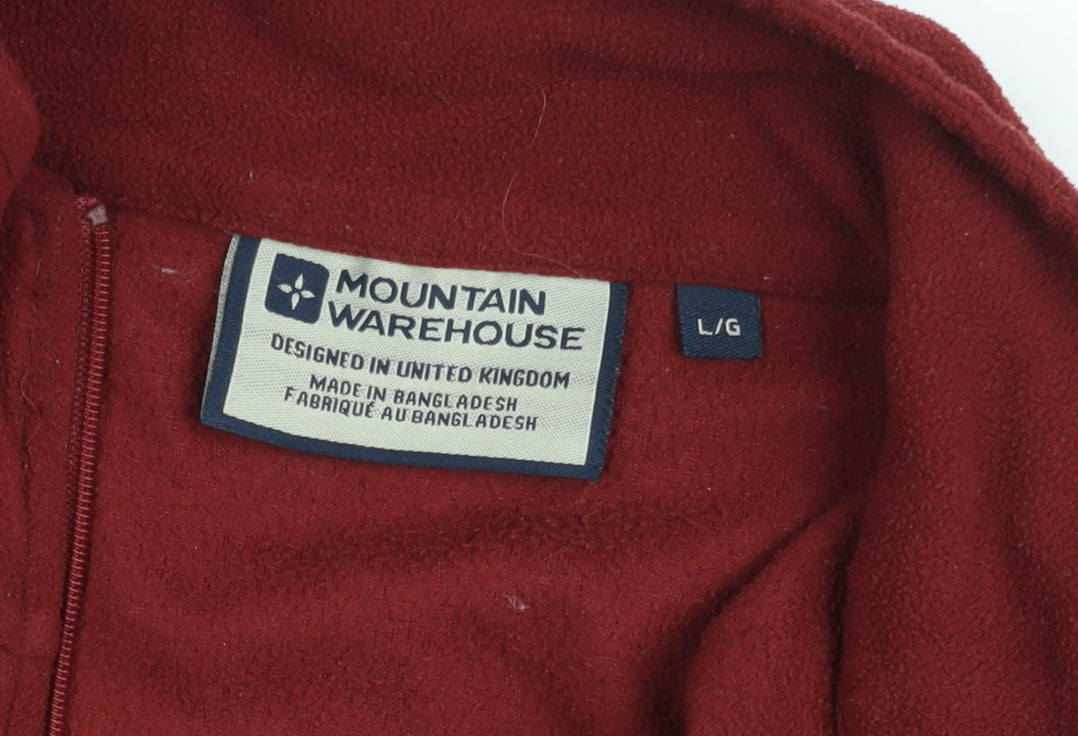 MOUNTAIN
WAREHOUSE
DESIGNED IN UNITED KINGDOM
MADE IN BANGLADESH
FABRIQUÉ AU BANGLADESH
L/G